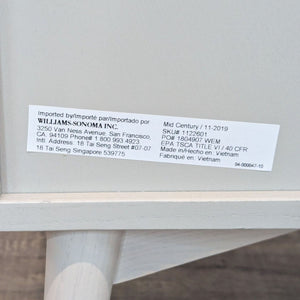 Imported by/Importé par/Importado por
WILLIAMS-SONOMA INC.
3250 Van Ness Avenue, San Francisco,
CA. 94109 Phone# 1.800.993.4923
Intl. Address: 18 Tai Seng Street #07-07
18 Tai Seng Singapore 539775
Mid Century / 11-2019
SKU# 1122601
PO# 1804907 WEM
EPA TSCA TITLE VI / 40 CFR
Made in/Hecho en: Vietnam
Fabriqué en: Vietnam